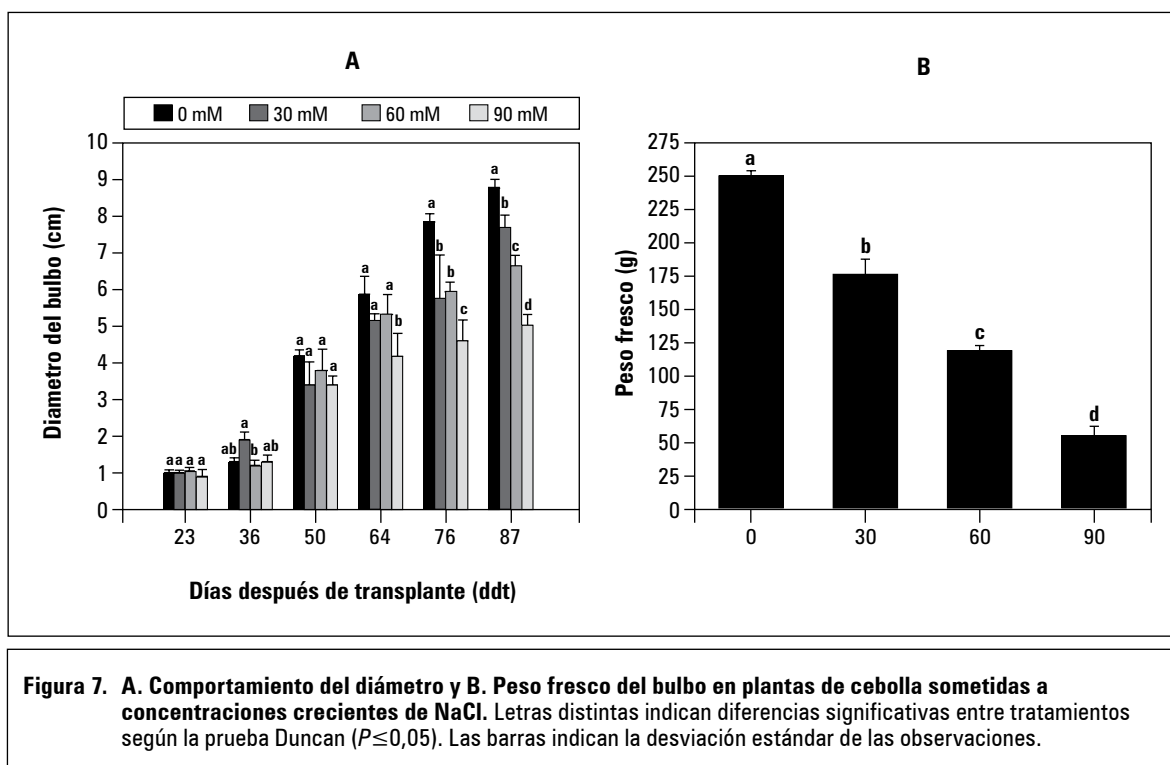 A
0 mM 30 mM 60 mM 90 mM
10
9
8
7
6
5
4
3
2
1
0
Diametro del bulbo (cm)
a a a a
ab a b ab
a a a a
a a a b
a b b c
a b c d
23 36 50 64 76 87
Días después de transplante (ddt)
B
275
250
225
200
175
150
125
100
75
50
25
0
Peso fresco (g)
a
b
c
d
0 30 60 90
Figura 7. A. Comportamiento del diámetro y B. Peso fresco del bulbo en plantas de cebolla sometidas a
concentraciones crecientes de NaCl. Letras distintas indican diferencias significativas entre tratamientos
según la prueba Duncan (P≤0,05). Las barras indican la desviación estándar de las observaciones.